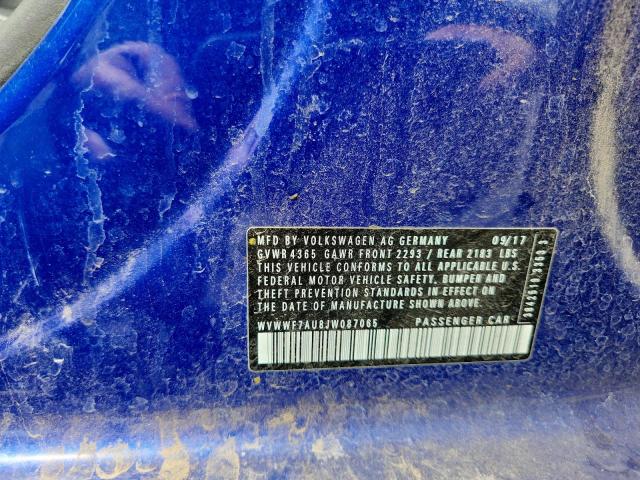 MFD BY VOLKSWAGEN AG GERMANY 09/17
GVWR 4365 GAWR FRONT 2293 / REAR 2183 LBS
THIS VEHICLE CONFORMS TO ALL APPLICABLE U.S.
FEDERAL MOTOR VEHICLE SAFETY, BUMPER AND
THEFT PREVENTION STANDARDS IN EFFECT ON
THE DATE OF MANUFACTURE SHOWN ABOVE.
WVWWF7AU8JW087065 PASSENGER CAR